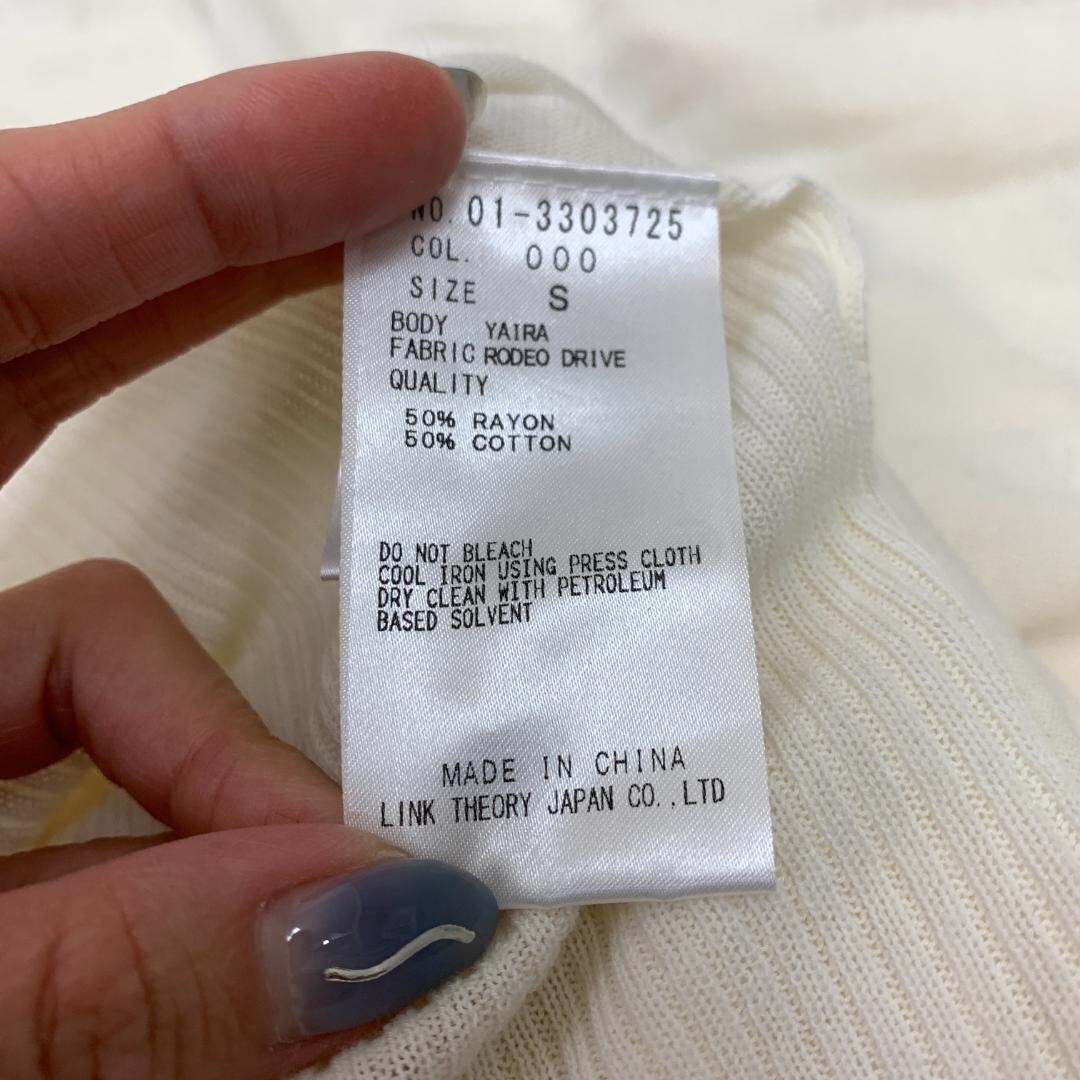 NO. 01-3303725
COL. 000
SIZE S
BODY YAIRA
FABRIC RODEO DRIVE
QUALITY
50% RAYON
50% COTTON
DO NOT BLEACH
COOL IRON USING PRESS CLOTH
DRY CLEAN WITH PETROLEUM
BASED SOLVENT
MADE IN CHINA
LINK THEORY JAPAN CO.,LTD